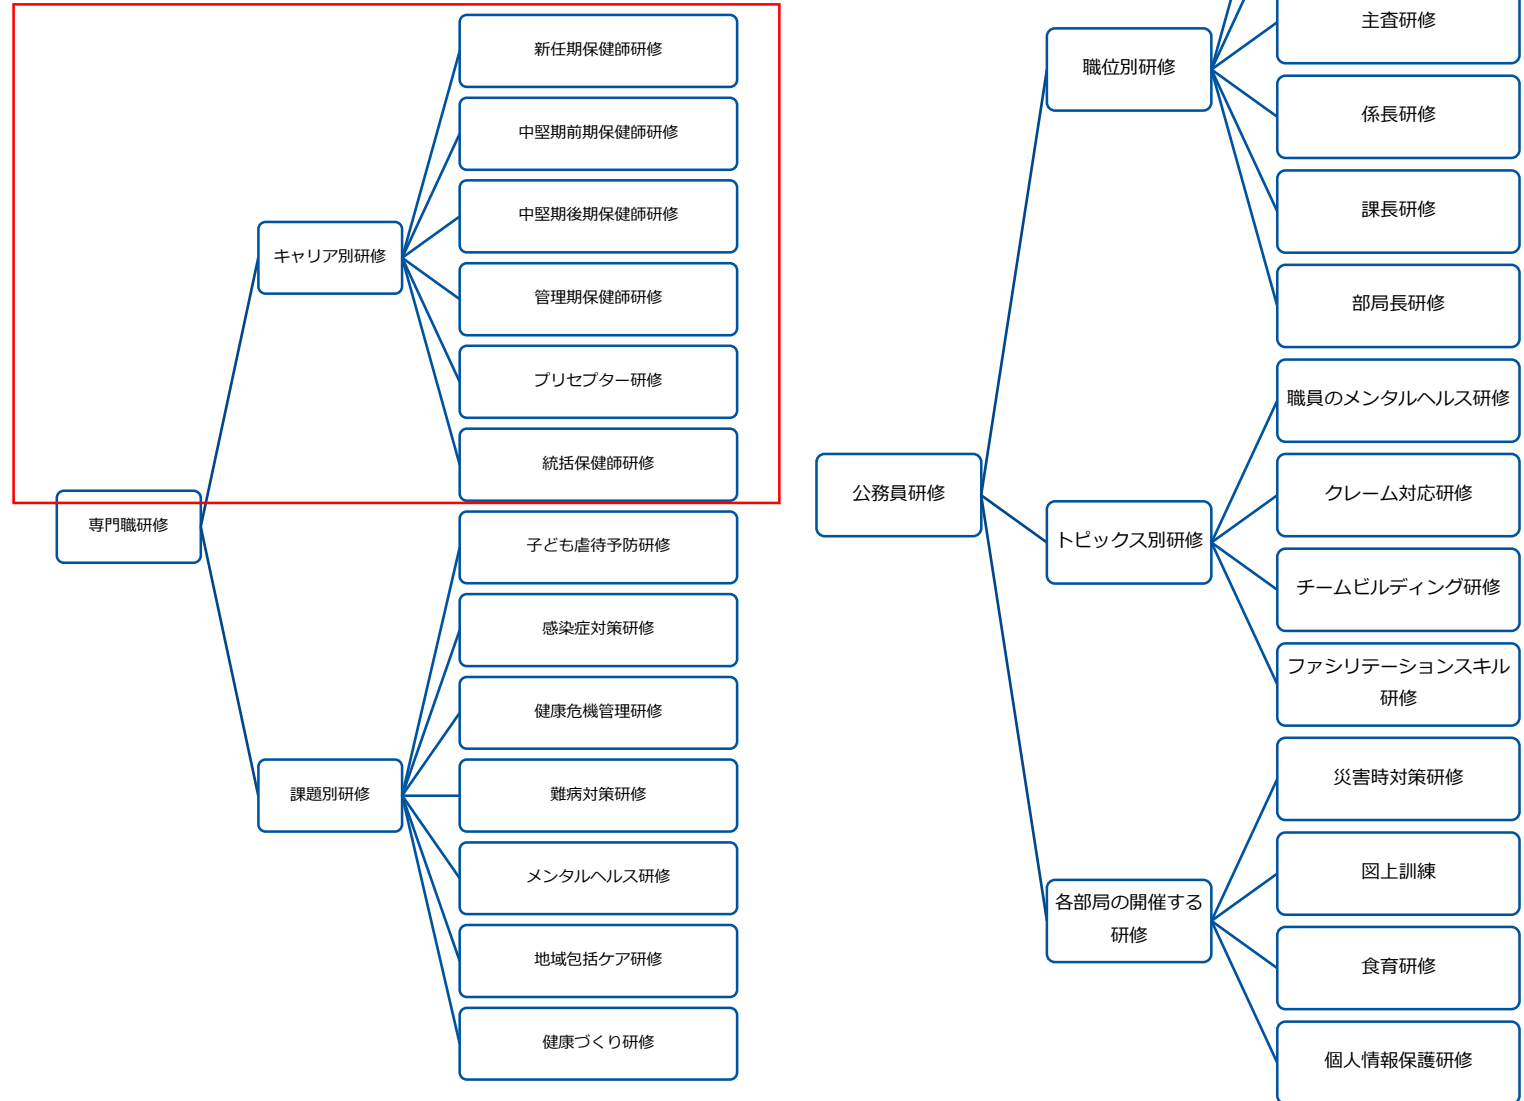 専門職研修
キャリア別研修
新任期保健師研修
中堅期前期保健師研修
中堅期後期保健師研修
管理期保健師研修
プリセプター研修
統括保健師研修
課題別研修
子ども虐待予防研修
感染症対策研修
健康危機管理研修
難病対策研修
メンタルヘルス研修
地域包括ケア研修
健康づくり研修
公務員研修
職位別研修
主査研修
係長研修
課長研修
部局長研修
トピックス別研修
職員のメンタルヘルス研修
クレーム対応研修
チームビルディング研修
ファシリテーションスキル
研修
各部局の開催する
研修
災害時対策研修
図上訓練
食育研修
個人情報保護研修